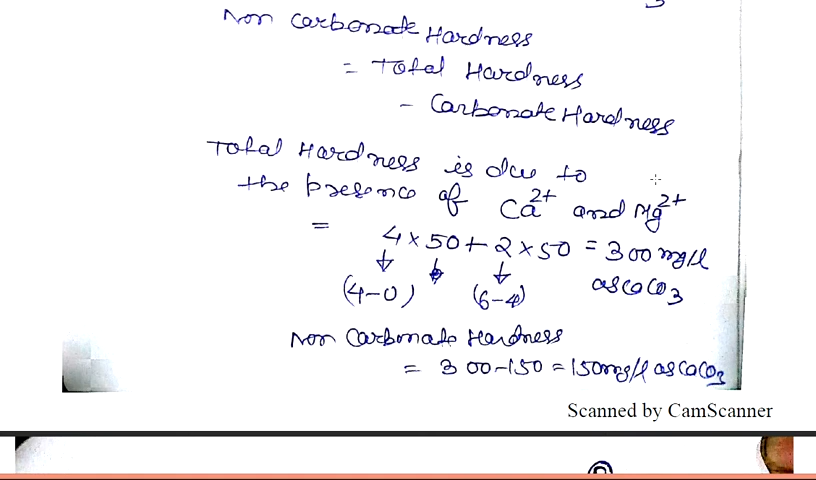 Non Carbonate Hardness
= Total Hardness
- Carbonate Hardness
Total Hardness is due to
the presence of Ca2+ and Mg2+
= 4×50+2×50 = 300 mg/l
(4-0) (6-4) as CaCO3
Non Carbonate Hardness
= 300-150 = 150mg/l as CaCO3
Scanned by CamScanner